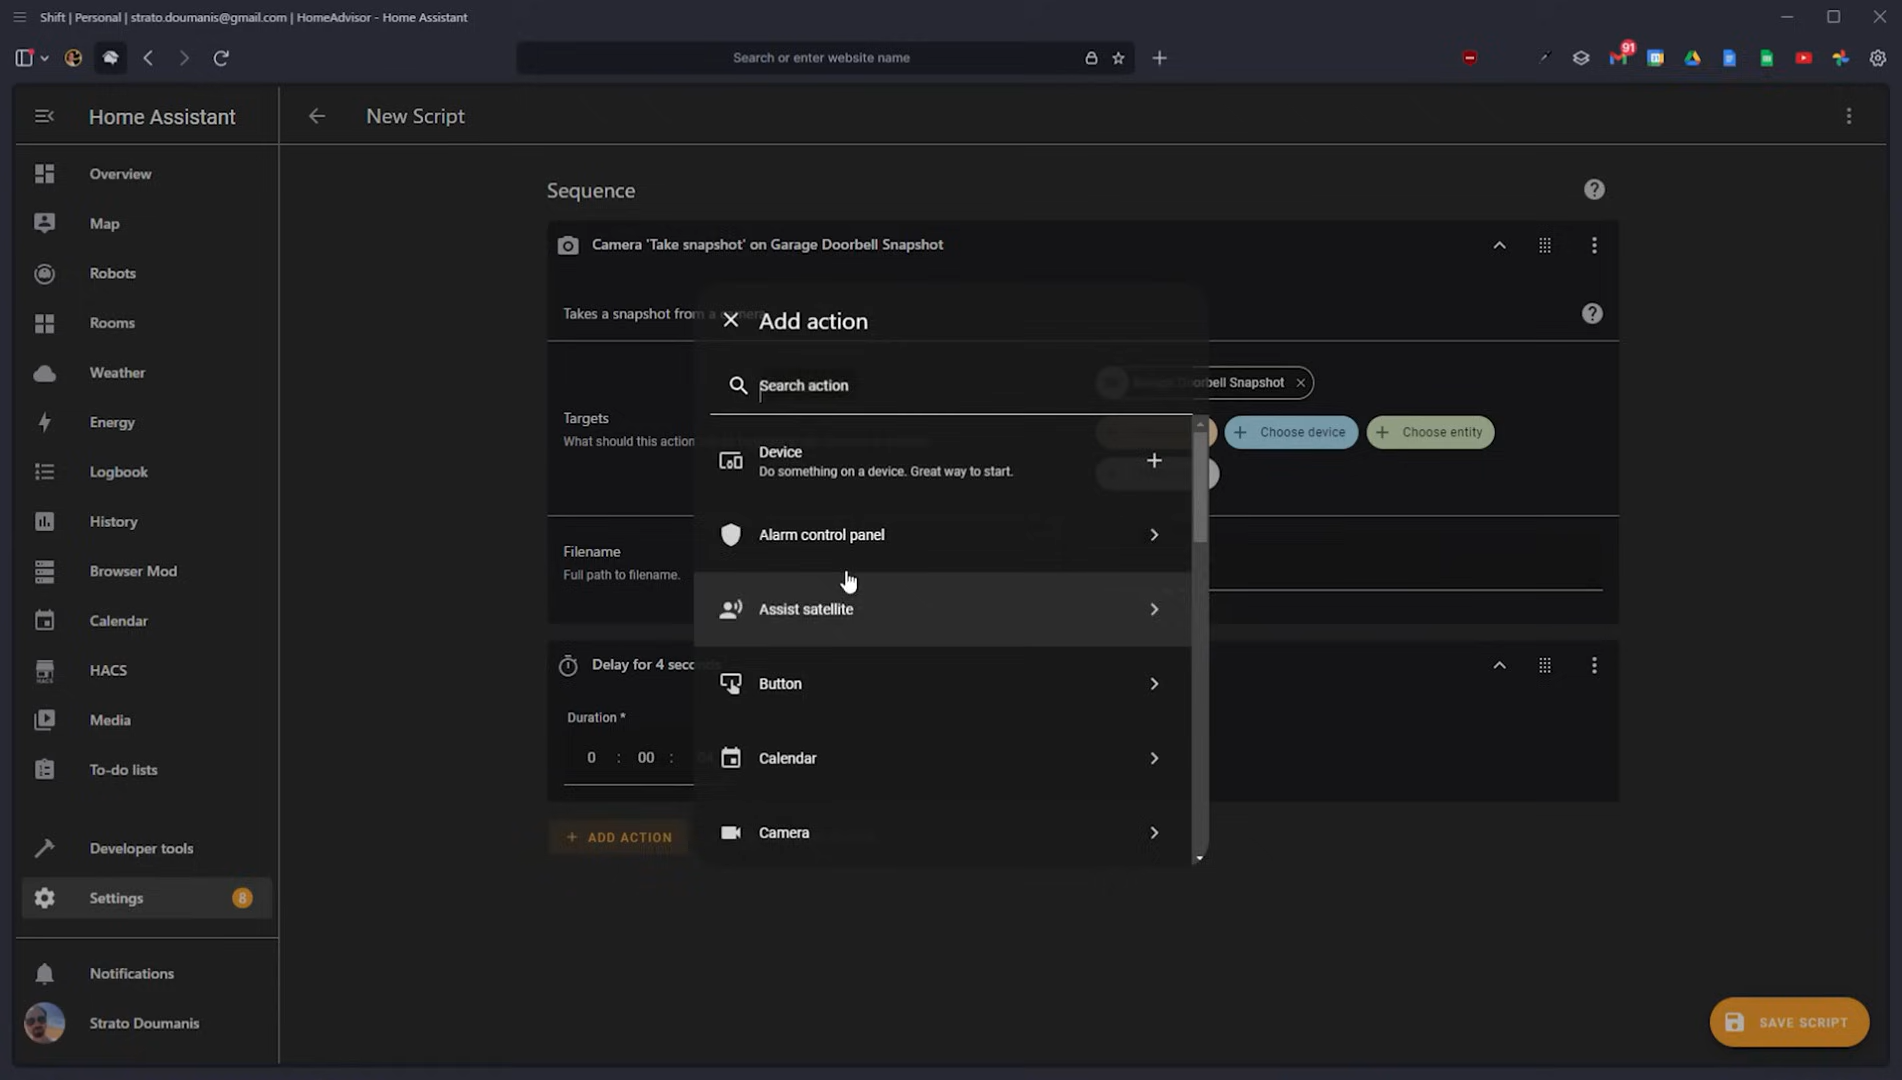 Shift | Personal | strato.doumanis@gmail.com | HomeAdvisor - Home Assistant
Search or enter website name
91
Home Assistant
New Script
Overview
Map
Robots
Rooms
Weather
Energy
Logbook
History
Browser Mod
Calendar
HACS
Media
To-do lists
Developer tools
Settings
8
Notifications
Strato Doumanis
Sequence
Camera 'Take snapshot' on Garage Doorbell Snapshot
Takes a snapshot from a camera.
Targets
What should this action
Doorbell Snapshot
Choose device
Choose entity
Filename
Full path to filename.
Delay for 4 seconds
Duration *
0 : 00 : 04
ADD ACTION
Add action
Search action
Device
Do something on a device. Great way to start.
Alarm control panel
Assist satellite
Button
Calendar
Camera
SAVE SCRIPT